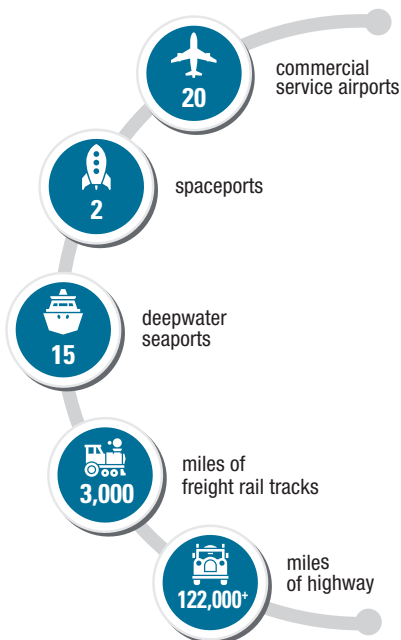 20
commercial
service airports
2
spaceports
15
deepwater
seaports
3,000
miles of
freight rail tracks
122,000+
miles
of highway